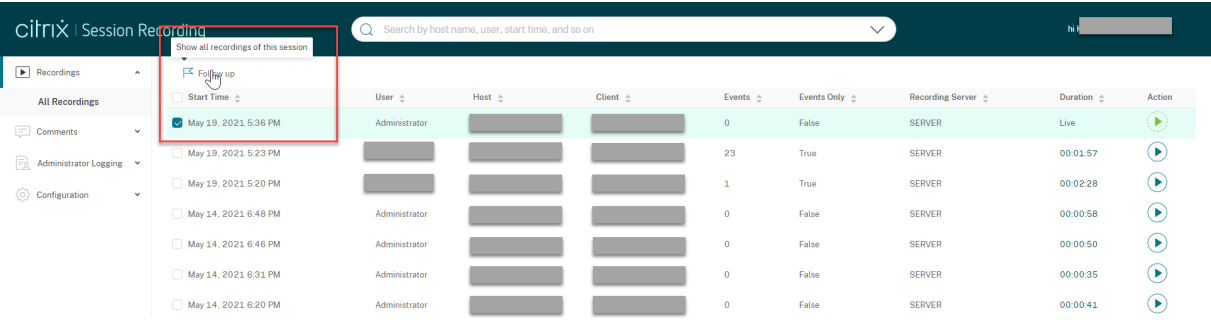 citrix | Session Recording
Search by host name, user, start time, and so on
hi
Show all recordings of this session
Recordings
Follow up
All Recordings
Start Time User Host Client Events Events Only Recording Server Duration Action
May 19, 2021 5:36 PM Administrator 0 False SERVER Live
Comments
May 19, 2021 5:23 PM 23 True SERVER 00:01:57
Administrator Logging
May 19, 2021 5:20 PM 1 True SERVER 00:02:28
Configuration
May 14, 2021 6:48 PM Administrator 0 False SERVER 00:00:58
May 14, 2021 6:46 PM Administrator 0 False SERVER 00:00:50
May 14, 2021 6:31 PM Administrator 0 False SERVER 00:00:35
May 14, 2021 6:20 PM Administrator 0 False SERVER 00:00:41